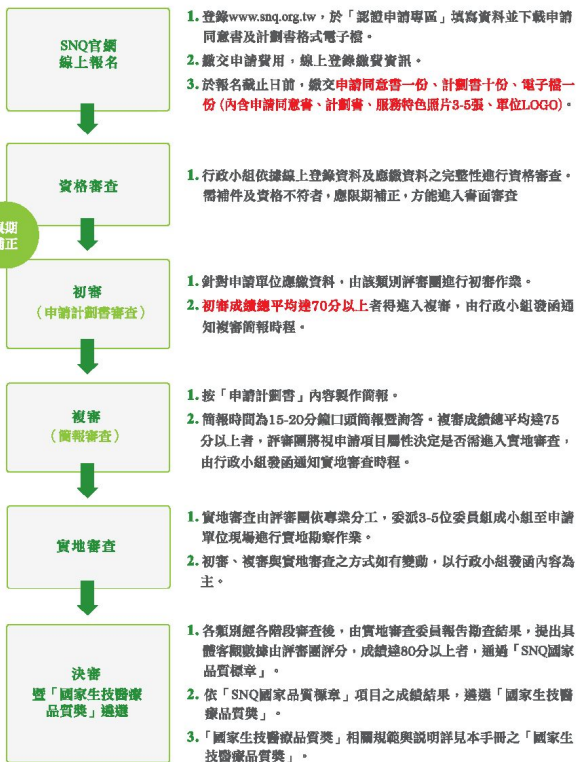 SNQ官網
線上報名
1. 登錄www.snq.org.tw，於「認證申請專區」填寫資料並下載申請
同意書及計劃書格式電子檔。
2. 繳交申請費用，線上登錄繳費資訊。
3. 於報名截止日前，繳交申請同意書一份、計劃書十份、電子檔一
份 (內含申請同意書、計劃書、服務特色照片3-5張、單位LOGO)。
資格審查
1. 行政小組依據線上登錄資料及應繳資料之完整性進行資格審查。
需補件及資格不符者，應限期補正，方能進入書面審查
限期
補正
初審
（申請計劃書審查）
1. 針對申請單位應繳資料，由該類別評審團進行初審作業。
2. 初審成績總平均達70分以上者將進入複審，由行政小組發函通
知複審簡報時程。
複審
（簡報審查）
1. 按「申請計劃書」內容製作簡報。
2. 簡報時間為15-20分鐘口頭簡報暨詢答。複審成績總平均達75
分以上者，評審團將視申請項目屬性決定是否需進入實地審查，
由行政小組發函通知實地審查時程。
實地審查
1. 實地審查由評審團依專業分工，委派3-5位委員組成小組至申請
單位現場進行實地勘察作業。
2. 初審、複審與實地審查之方式如有變動，以行政小組發函內容為
主。
決審
暨「國家生技醫療
品質獎」遴選
1. 各類別經各階段審查後，由實地審查委員報告勘查結果，提出具
體客觀數據由評審團評分，成績達80分以上者，通過「SNQ國家
品質標章」。
2. 依「SNQ國家品質標章」項目之成績結果，遴選「國家生技醫
療品質獎」。
3.「國家生技醫療品質獎」相關規範與說明詳見本手冊之「國家生
技醫療品質獎」。